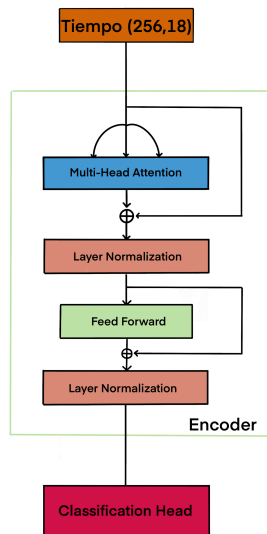 Tiempo (256,18)
Multi-Head Attention
Layer Normalization
Feed Forward
Layer Normalization
Encoder
Classification Head